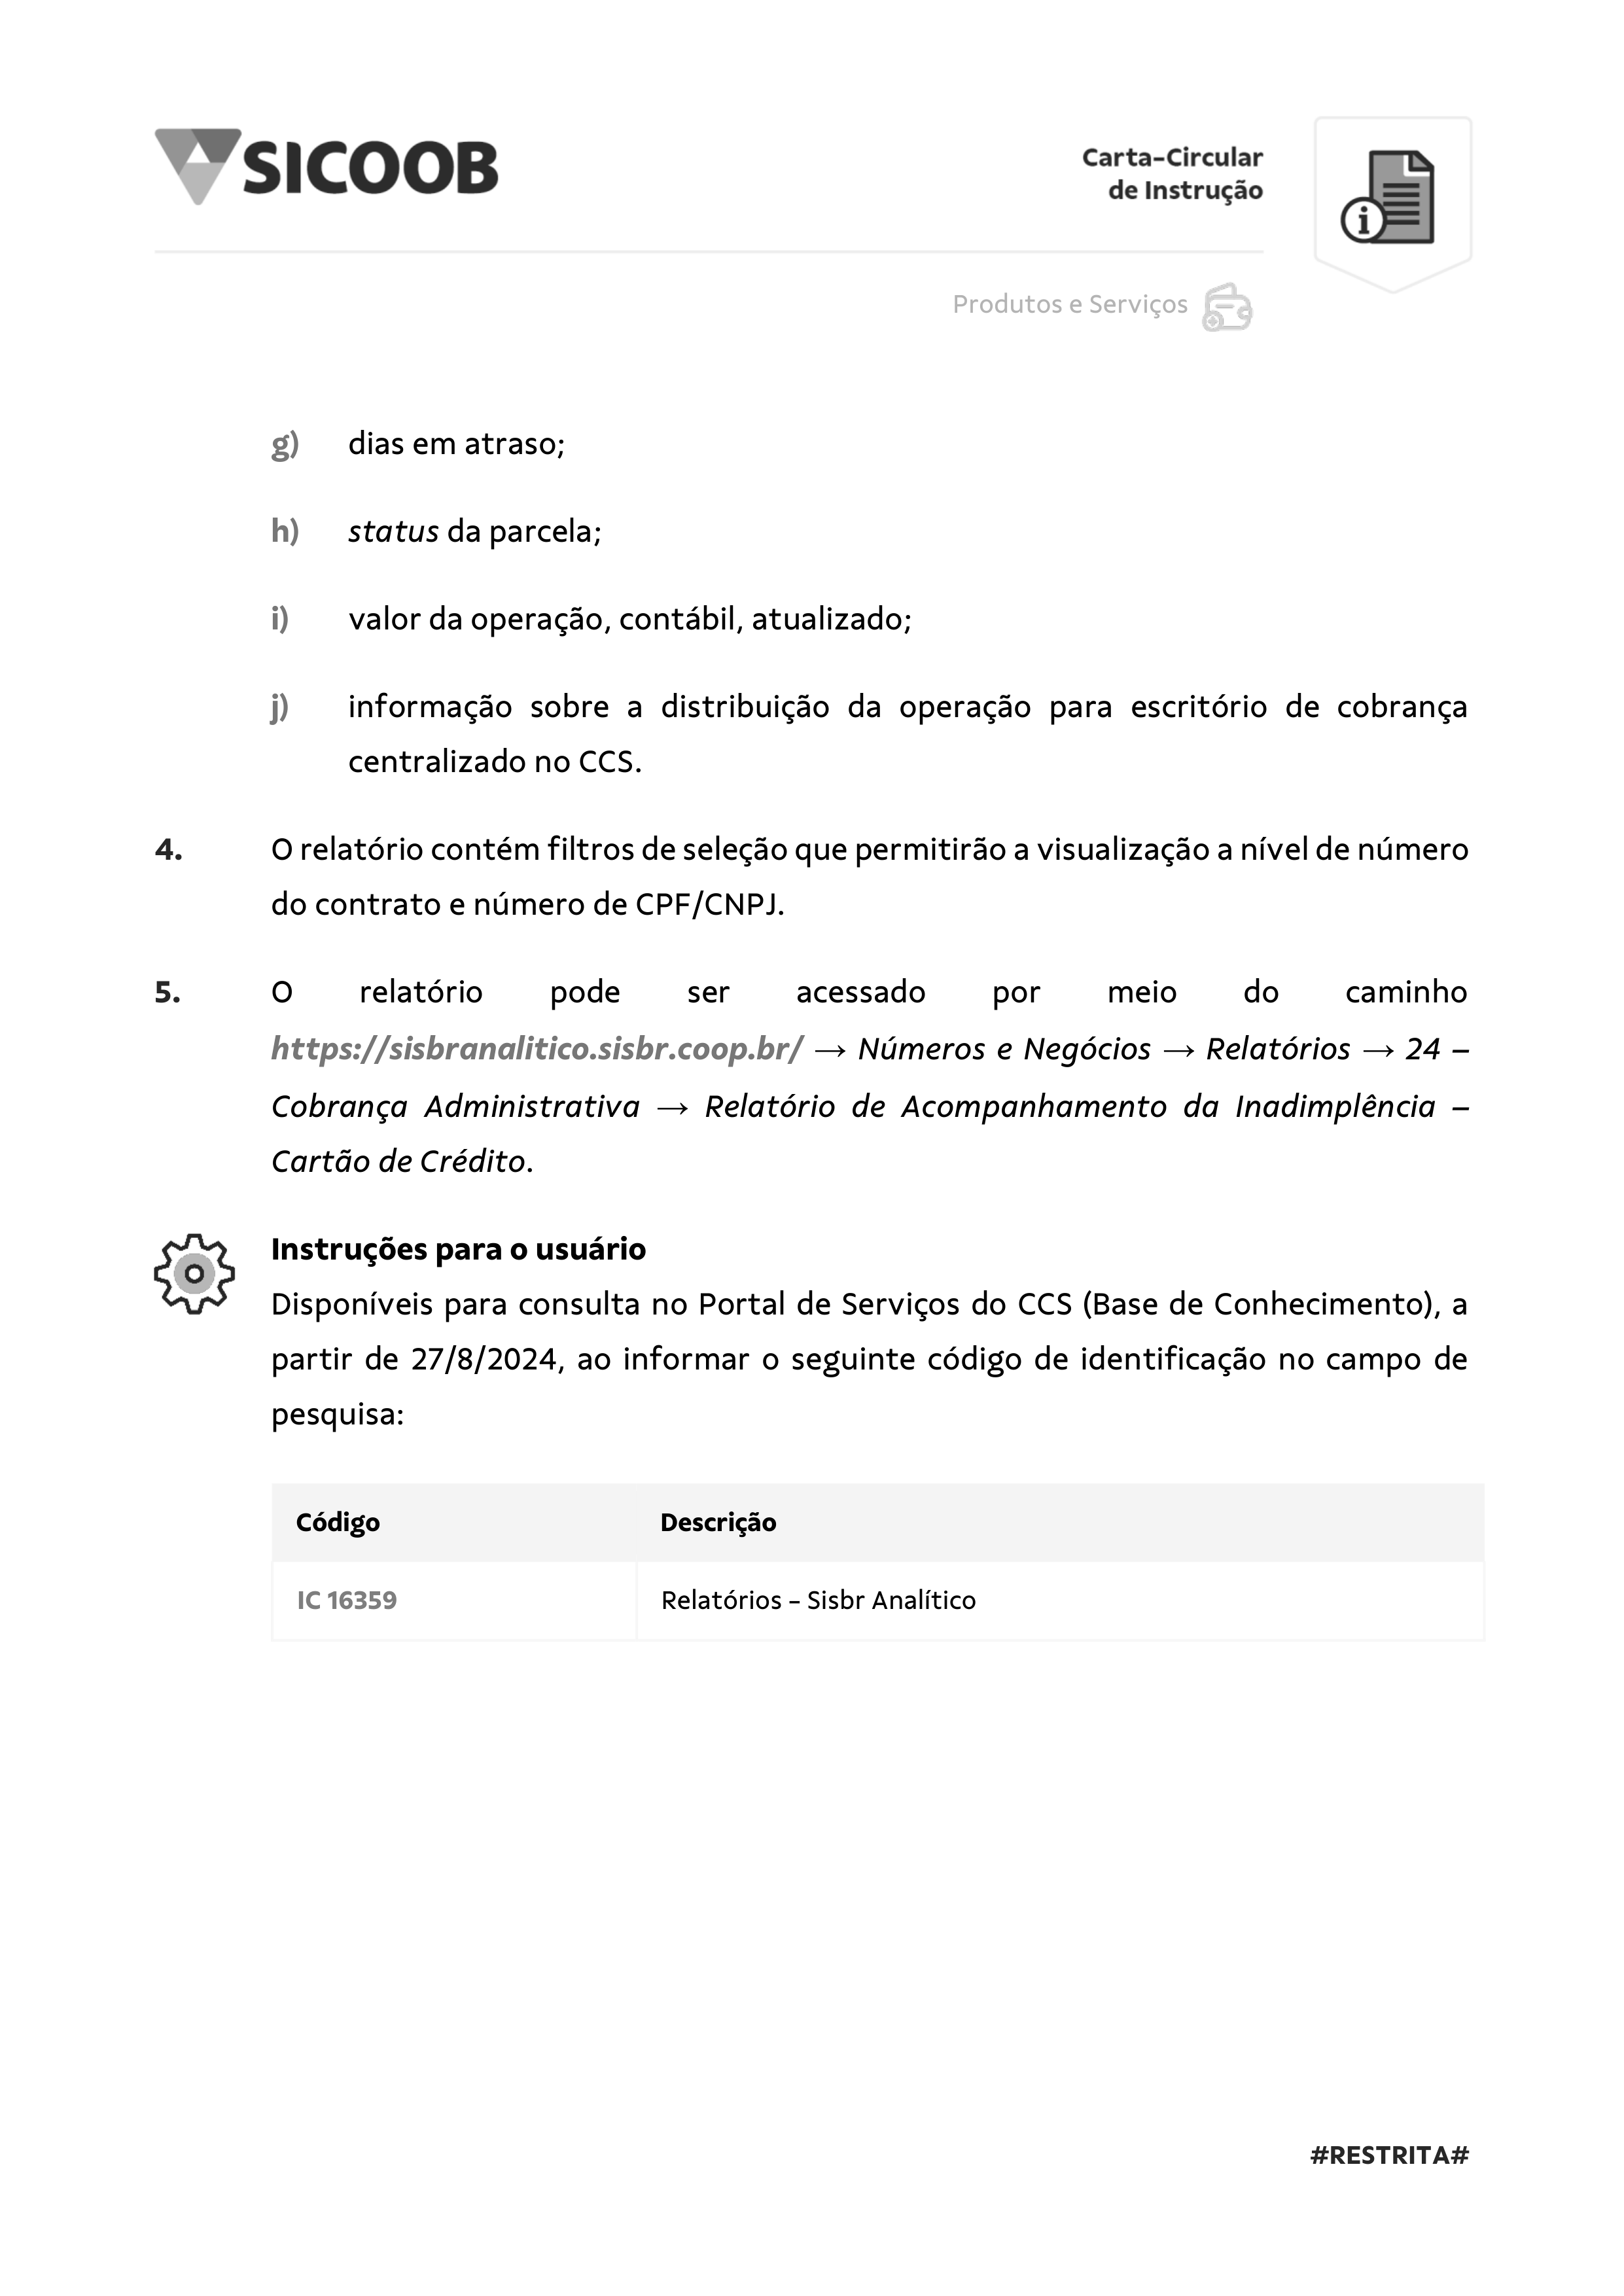 SICOOB
Carta-Circular
de Instrução
Produtos e Serviços
g) dias em atraso;
h) status da parcela;
i) valor da operação, contábil, atualizado;
j) informação sobre a distribuição da operação para escritório de cobrança
centralizado no CCS.
4. O relatório contém filtros de seleção que permitirão a visualização a nível de número
do contrato e número de CPF/CNPJ.
5. O relatório pode ser acessado por meio do caminho
https://sisbranalitico.sisbr.coop.br/ → Números e Negócios → Relatórios → 24 –
Cobrança Administrativa → Relatório de Acompanhamento da Inadimplência –
Cartão de Crédito.
Instruções para o usuário
Disponíveis para consulta no Portal de Serviços do CCS (Base de Conhecimento), a
partir de 27/8/2024, ao informar o seguinte código de identificação no campo de
pesquisa:
Código Descrição
IC 16359 Relatórios – Sisbr Analítico
#RESTRITA#